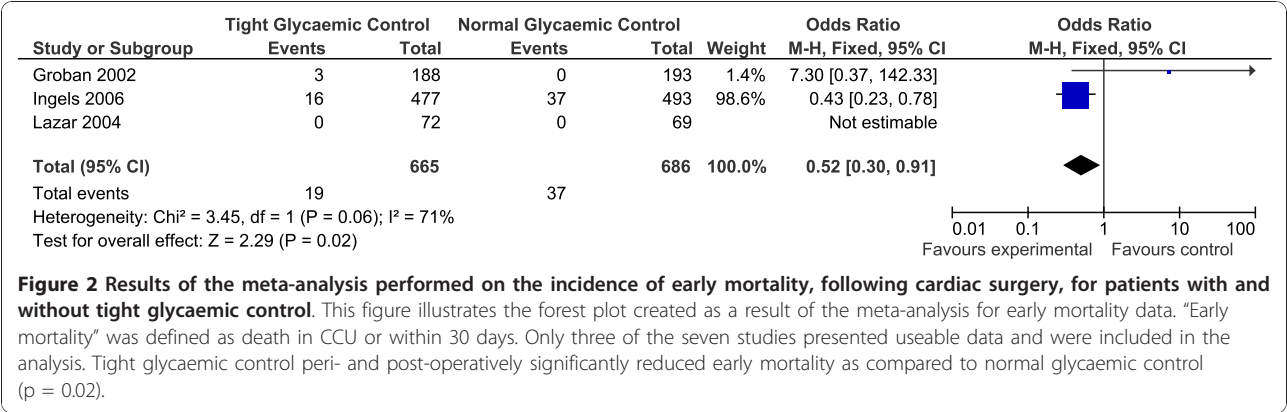 Tight Glycaemic Control Normal Glycaemic Control Odds Ratio Odds Ratio
Study or Subgroup Events Total Events Total Weight M-H, Fixed, 95% CI M-H, Fixed, 95% CI
Groban 2002 3 188 0 193 1.4% 7.30 [0.37, 142.33]
Ingels 2006 16 477 37 493 98.6% 0.43 [0.23, 0.78]
Lazar 2004 0 72 0 69 Not estimable
Total (95% CI) 665 686 100.0% 0.52 [0.30, 0.91]
Total events 19 37
Heterogeneity: Chi² = 3.45, df = 1 (P = 0.06); I² = 71%
Test for overall effect: Z = 2.29 (P = 0.02)
0.01 0.1 1 10 100
Favours experimental Favours control
Figure 2 Results of the meta-analysis performed on the incidence of early mortality, following cardiac surgery, for patients with and
without tight glycaemic control. This figure illustrates the forest plot created as a result of the meta-analysis for early mortality data. “Early
mortality” was defined as death in CCU or within 30 days. Only three of the seven studies presented useable data and were included in the
analysis. Tight glycaemic control peri- and post-operatively significantly reduced early mortality as compared to normal glycaemic control
(p = 0.02).